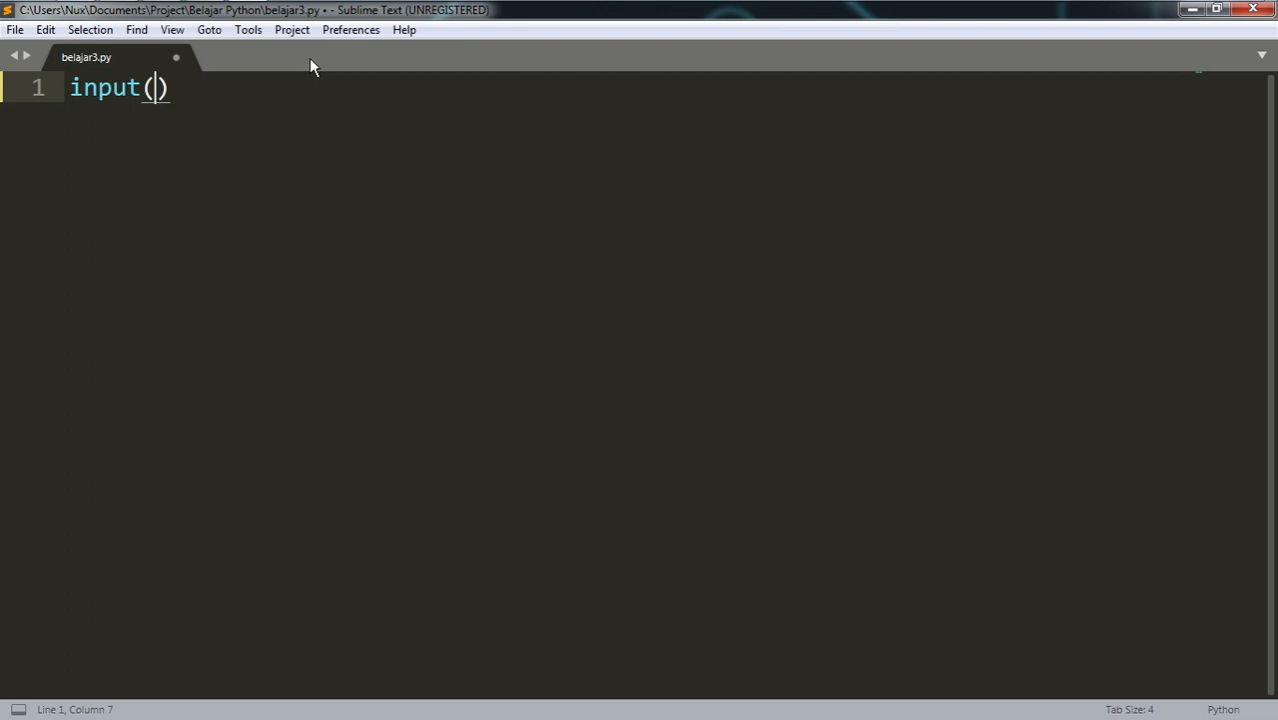 C:\Users\Nux\Documents\Project\Belajar Python\belajar3.py • - Sublime Text (UNREGISTERED)
File Edit Selection Find View Goto Tools Project Preferences Help
belajar3.py
1 input()
Line 1, Column 7 Tab Size: 4 Python